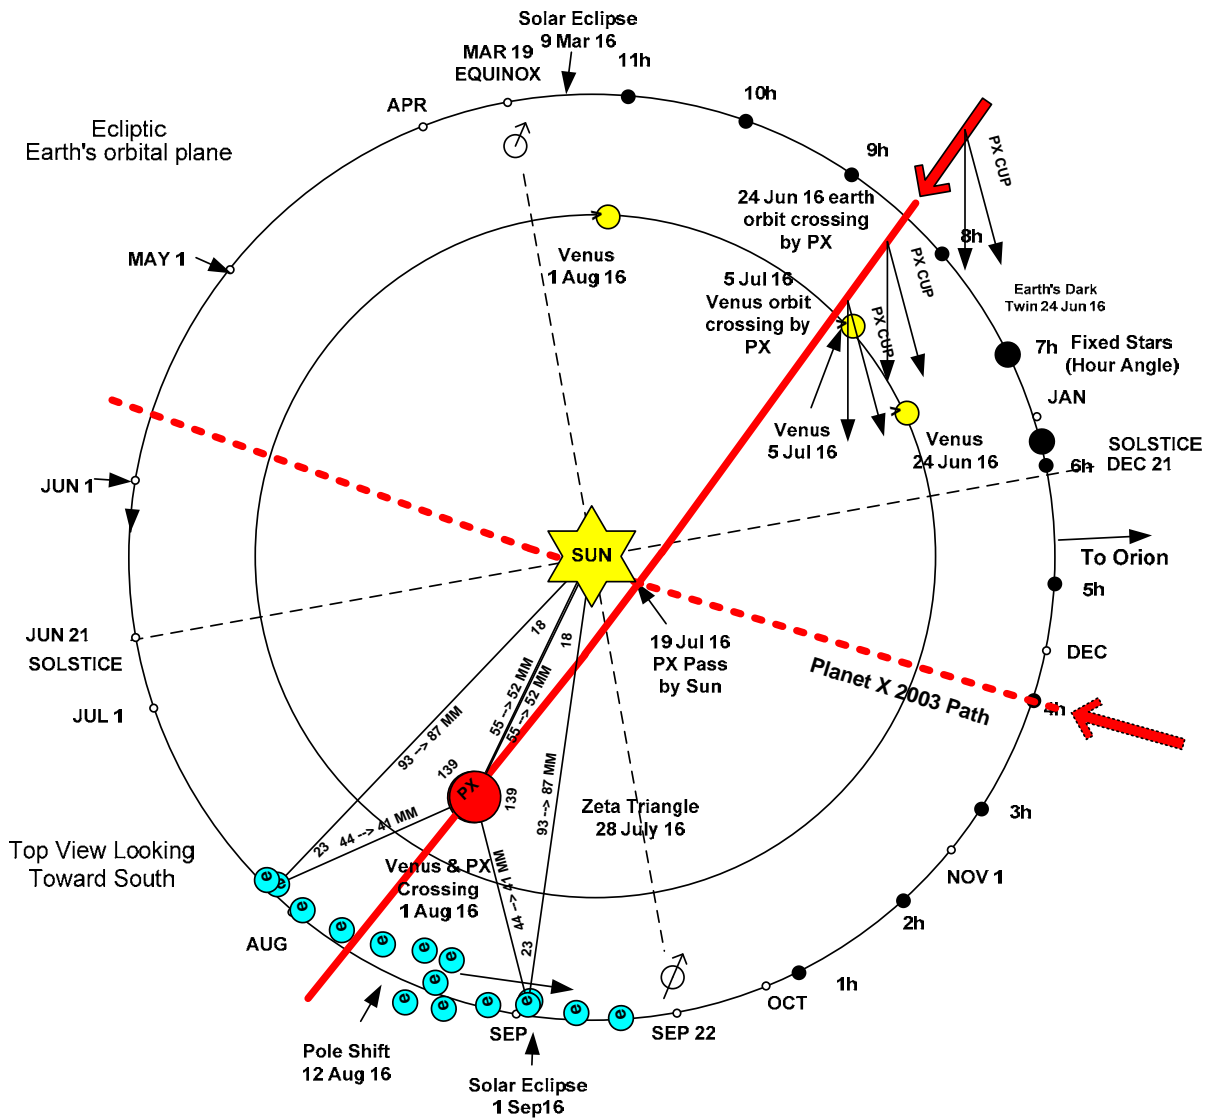 Solar Eclipse
9 Mar 16
MAR 19
EQUINOX
11h
10h
APR
Ecliptic
Earth's orbital plane
9h
PX CUP
24 Jun 16 earth
orbit crossing
by PX
8h
MAY 1
Venus
1 Aug 16
PX CUP
5 Jul 16
Venus orbit
crossing by
PX
PX CUP
Earth's Dark
Twin 24 Jun 16
7h
Fixed Stars
(Hour Angle)
JAN
Venus
5 Jul 16
Venus
24 Jun 16
SOLSTICE
DEC 21
6h
JUN 1
SUN
To Orion
5h
JUN 21
SOLSTICE
18
18
19 Jul 16
PX Pass
by Sun
DEC
Planet X 2003 Path
4h
JUL 1
55 --> 52 MM
55 --> 52 MM
93 --> 87 MM
139
PX
139
93 --> 87 MM
Zeta Triangle
28 July 16
3h
23
44 --> 41 MM
Top View Looking
Toward South
Venus & PX
Crossing
1 Aug 16
44 --> 41 MM
23
NOV 1
2h
e
e
e
e
e
e
e
e
e
e
e
e
e
e
AUG
1h
OCT
SEP
SEP 22
Pole Shift
12 Aug 16
Solar Eclipse
1 Sep16